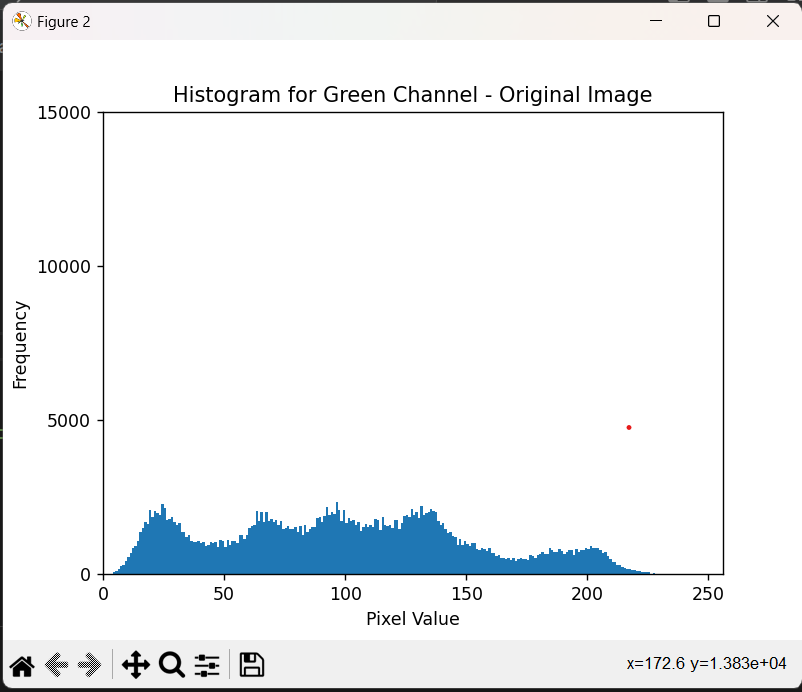 Figure 2
Histogram for Green Channel - Original Image
15000
10000
5000
0
Frequency
0 50 100 150 200 250
Pixel Value
x=172.6 y=1.383e+04